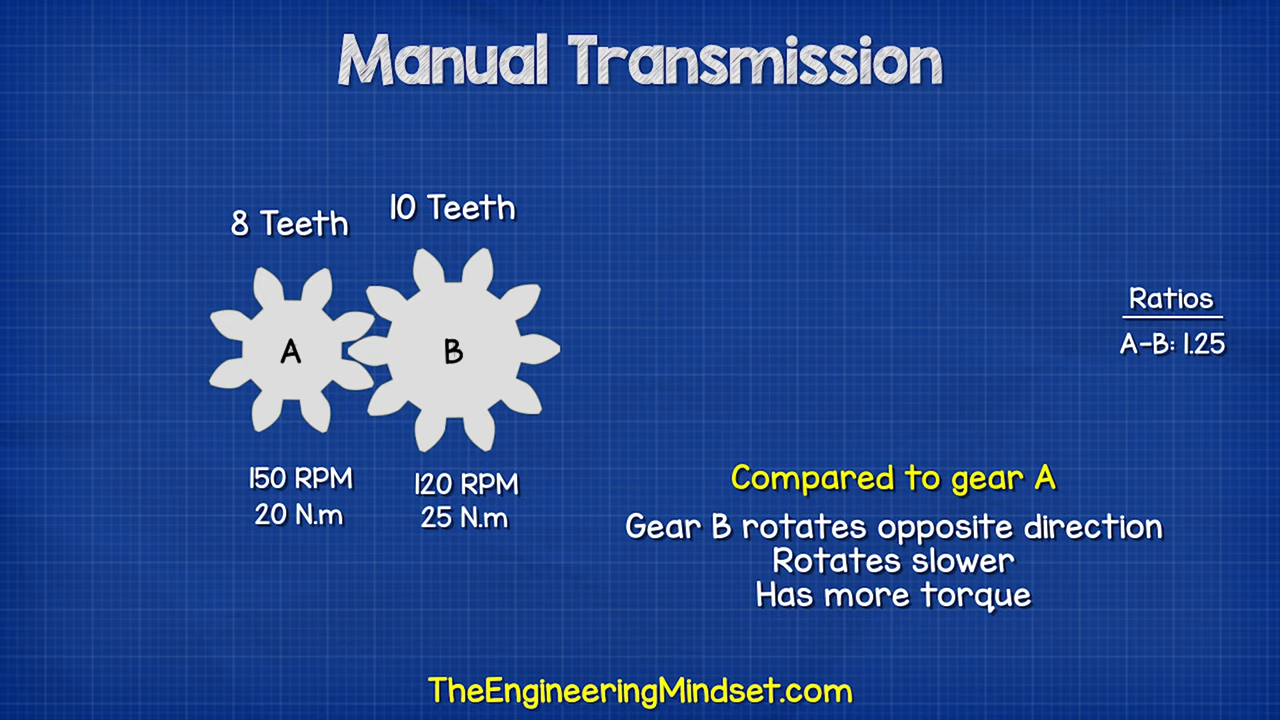 Manual Transmission
8 Teeth
10 Teeth
A
B
150 RPM
20 N.m
120 RPM
25 N.m
Ratios
A-B: 1.25
Compared to gear A
Gear B rotates opposite direction
Rotates slower
Has more torque
TheEngineeringMindset.com